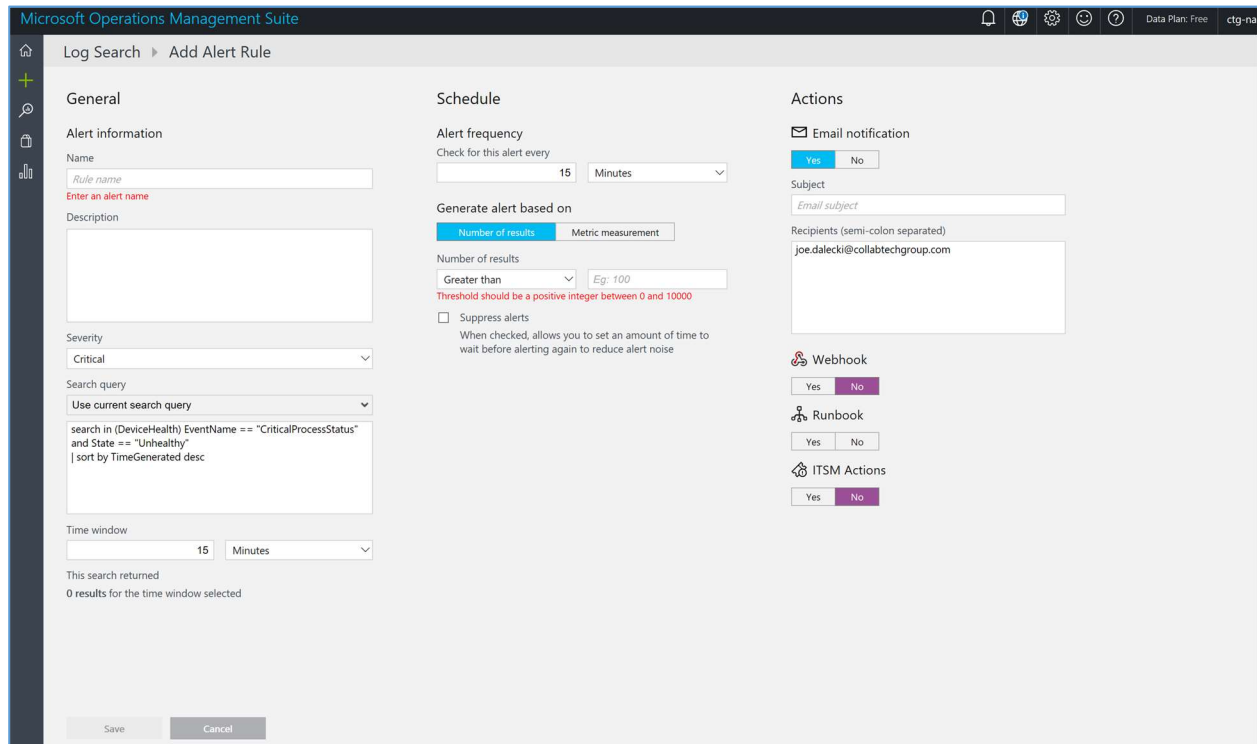 Microsoft Operations Management Suite
Data Plan: Free
ctg-na
Log Search Add Alert Rule
General
Alert information
Name
Rule name
Enter an alert name
Description
Severity
Critical
Search query
Use current search query
search in (DeviceHealth) EventName == "CriticalProcessStatus"
and State == "Unhealthy"
| sort by TimeGenerated desc
Time window
15 Minutes
This search returned
0 results for the time window selected
Save Cancel
Schedule
Alert frequency
Check for this alert every
15 Minutes
Generate alert based on
Number of results Metric measurement
Number of results
Greater than Eg: 100
Threshold should be a positive integer between 0 and 10000
Suppress alerts
When checked, allows you to set an amount of time to
wait before alerting again to reduce alert noise
Actions
Email notification
Yes No
Subject
Email subject
Recipients (semi-colon separated)
joe.dalecki@collabtechgroup.com
Webhook
Yes No
Runbook
Yes No
ITSM Actions
Yes No